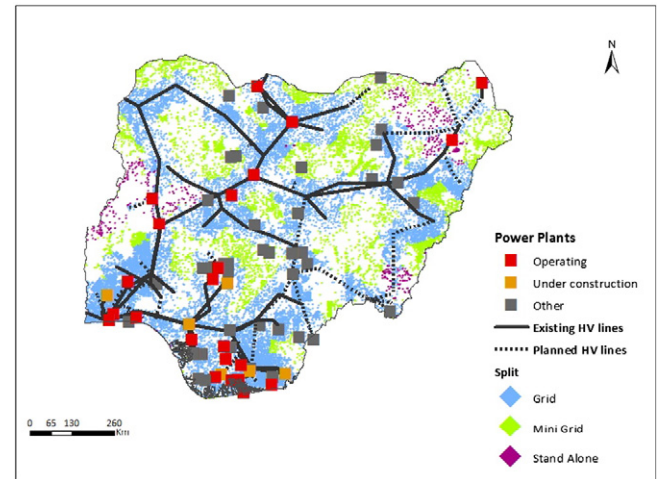 N
Power Plants
Operating
Under construction
Other
Existing HV lines
Planned HV lines
Split
Grid
Mini Grid
Stand Alone
0 65 130 260
Km